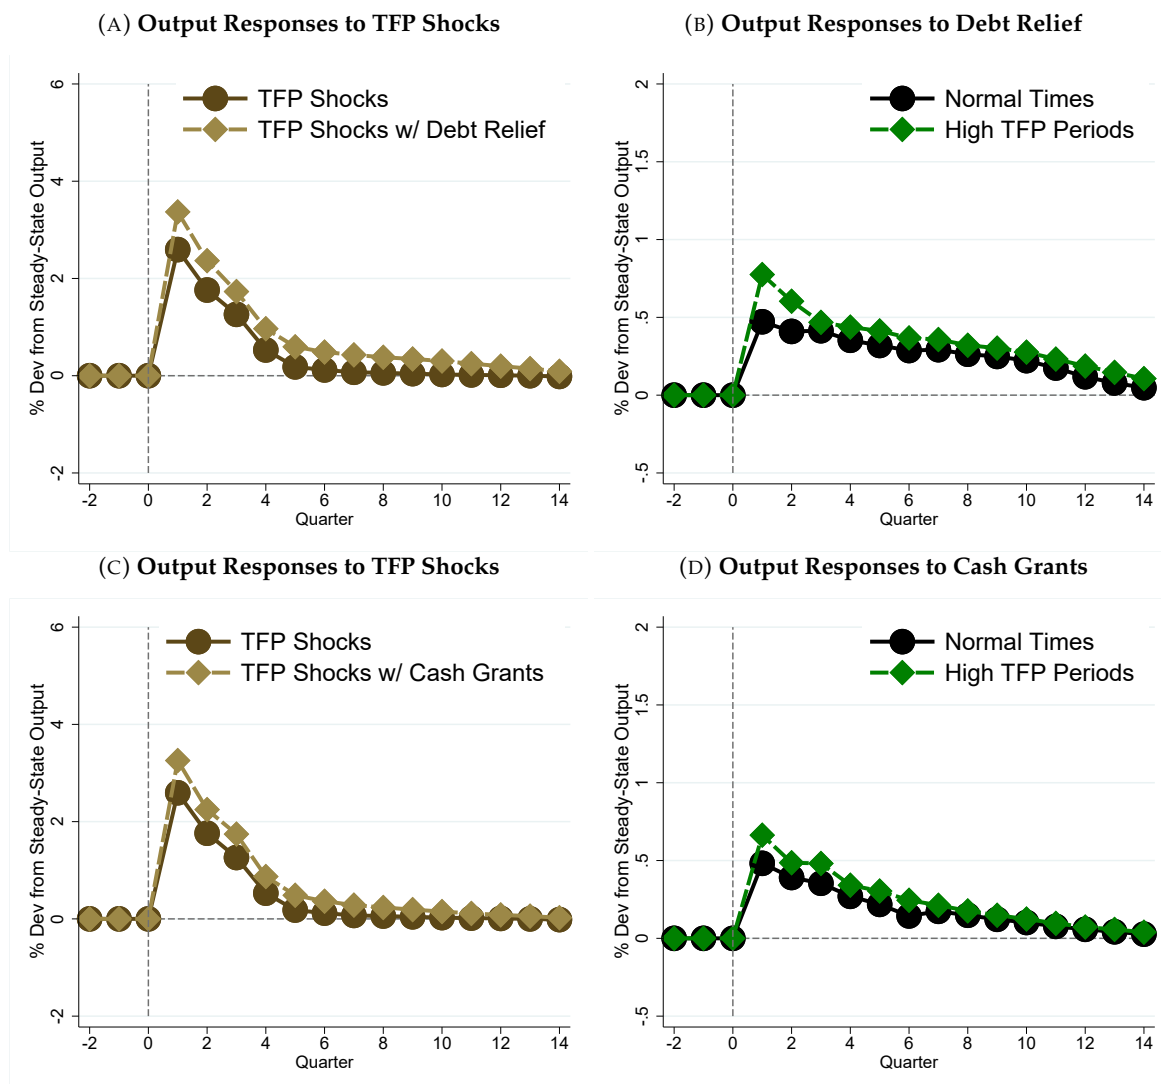 (A) Output Responses to TFP Shocks
% Dev from Steady-State Output
6
4
2
0
-2
TFP Shocks
TFP Shocks w/ Debt Relief
-2 0 2 4 6 8 10 12 14
Quarter
(B) Output Responses to Debt Relief
% Dev from Steady-State Output
2
1.5
1
.5
0
-.5
Normal Times
High TFP Periods
-2 0 2 4 6 8 10 12 14
Quarter
(C) Output Responses to TFP Shocks
% Dev from Steady-State Output
6
4
2
0
-2
TFP Shocks
TFP Shocks w/ Cash Grants
-2 0 2 4 6 8 10 12 14
Quarter
(D) Output Responses to Cash Grants
% Dev from Steady-State Output
2
1.5
1
.5
0
-.5
Normal Times
High TFP Periods
-2 0 2 4 6 8 10 12 14
Quarter